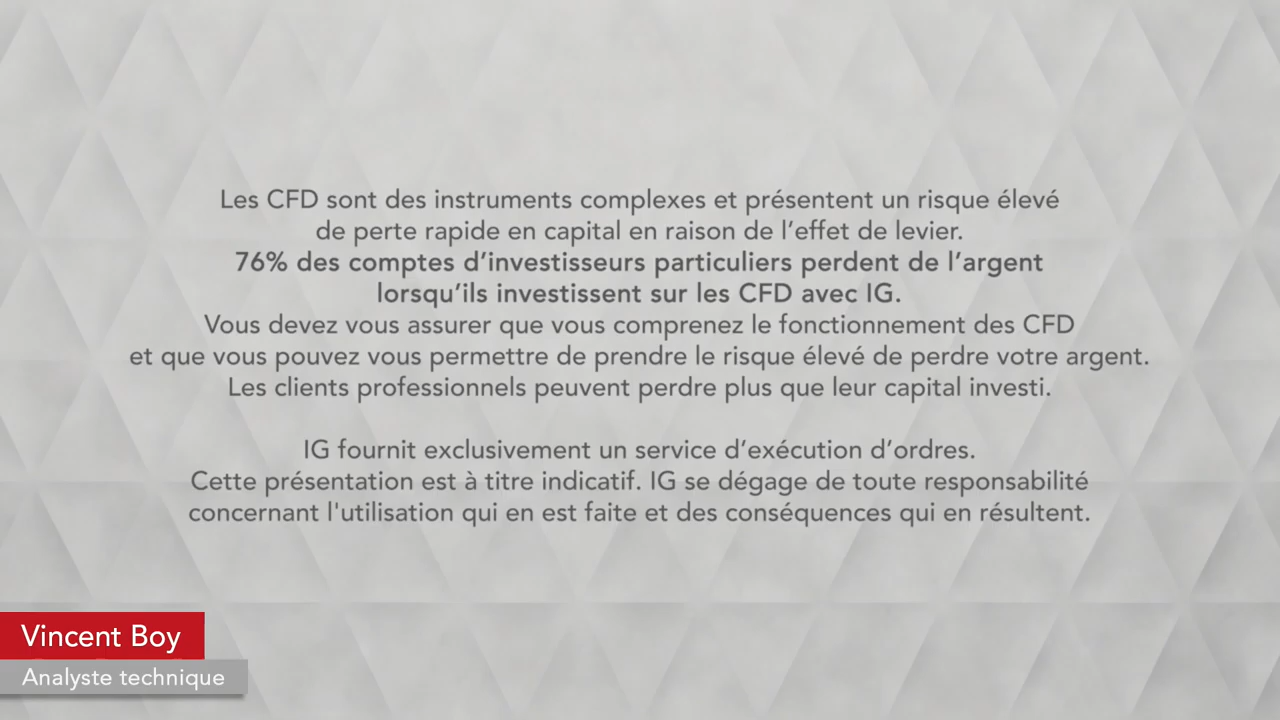 Les CFD sont des instruments complexes et présentent un risque élevé
de perte rapide en capital en raison de l’effet de levier.
76% des comptes d’investisseurs particuliers perdent de l’argent
lorsqu’ils investissent sur les CFD avec IG.
Vous devez vous assurer que vous comprenez le fonctionnement des CFD
et que vous pouvez vous permettre de prendre le risque élevé de perdre votre argent.
Les clients professionnels peuvent perdre plus que leur capital investi.
IG fournit exclusivement un service d’exécution d’ordres.
Cette présentation est à titre indicatif. IG se dégage de toute responsabilité
concernant l'utilisation qui en est faite et des conséquences qui en résultent.
Vincent Boy
Analyste technique